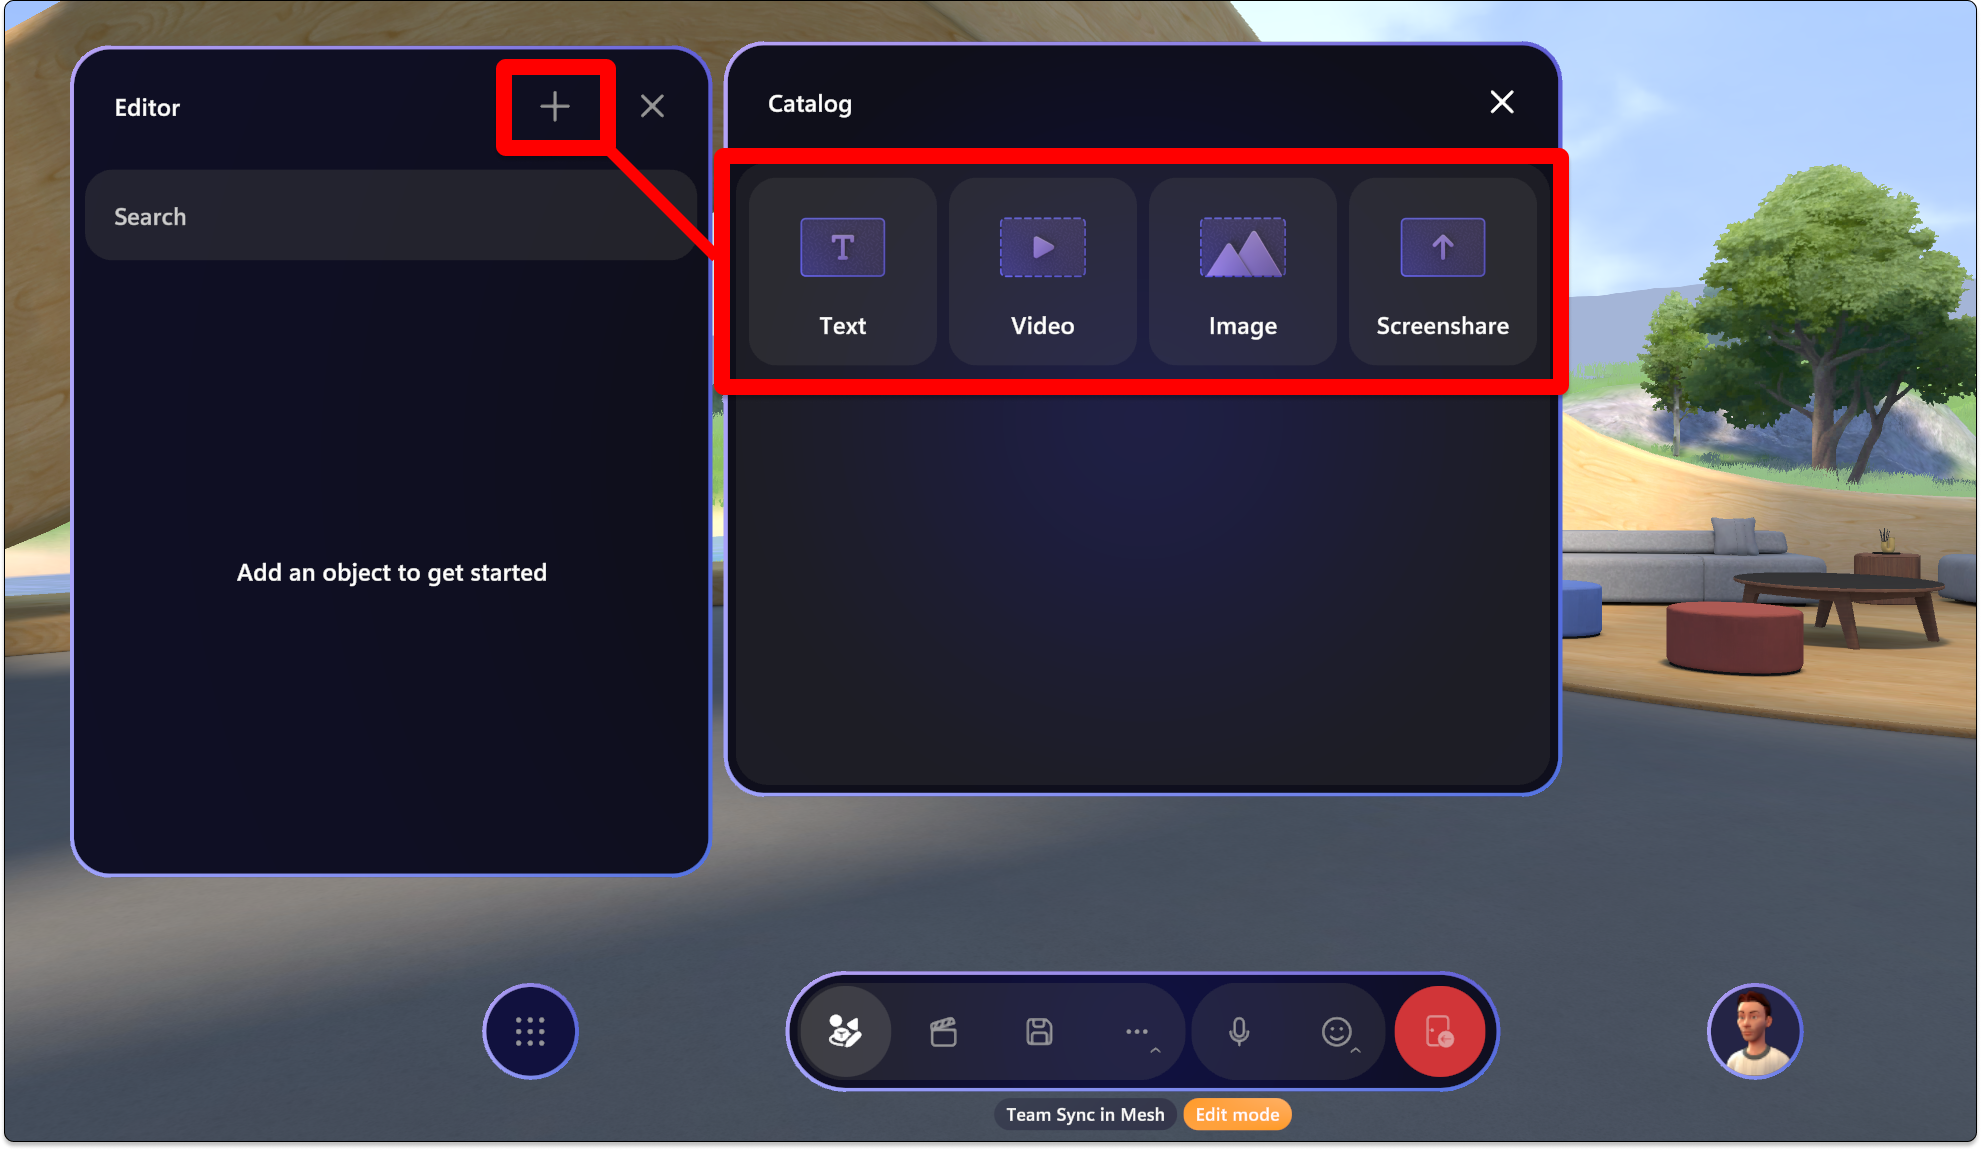 Editor
Search
Add an object to get started
Catalog
T
Text
Video
Image
Screenshare
Team Sync in Mesh
Edit mode